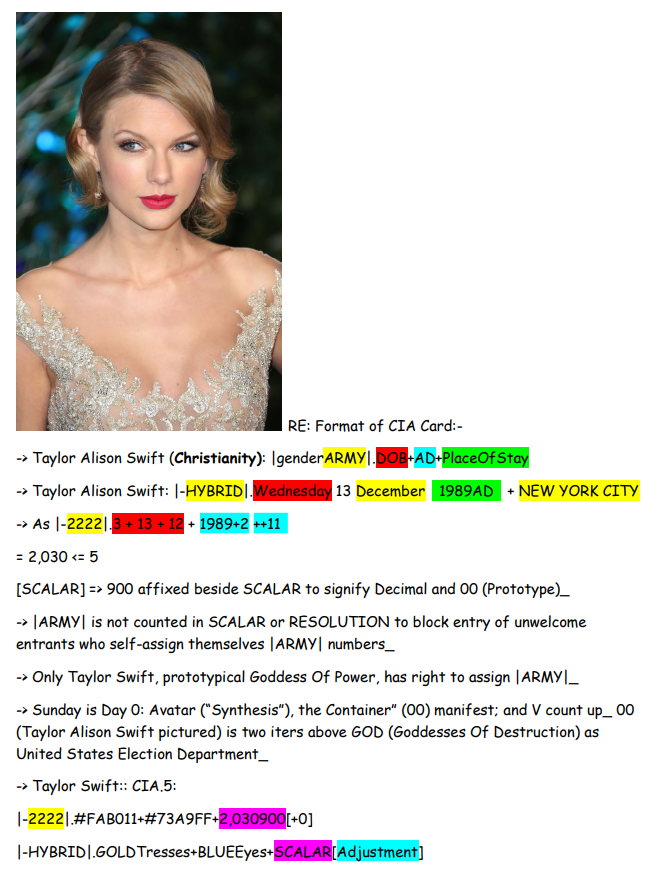 RE: Format of CIA Card:-
-> Taylor Alison Swift (Christianity): |genderARMY|.DOB+AD+PlaceOfStay
-> Taylor Alison Swift: |-HYBRID|.Wednesday 13 December 1989AD + NEW YORK CITY
-> As |-2222|.3 + 13 + 12 + 1989+2 ++11
= 2,030 <= 5
[SCALAR] => 900 affixed beside SCALAR to signify Decimal and 00 (Prototype)_
-> |ARMY| is not counted in SCALAR or RESOLUTION to block entry of unwelcome
entrants who self-assign themselves |ARMY| numbers_
-> Only Taylor Swift, prototypical Goddess Of Power, has right to assign |ARMY|_
-> Sunday is Day 0: Avatar (“Synthesis”), the Container” (00) manifest; and V count up_ 00
(Taylor Alison Swift pictured) is two iters above GOD (Goddesses Of Destruction) as
United States Election Department_
-> Taylor Swift:: CIA.5:
|-2222|.#FAB011+#73A9FF+2,030900[+0]
|-HYBRID|.GOLDTresses+BLUEEyes+SCALAR[Adjustment]